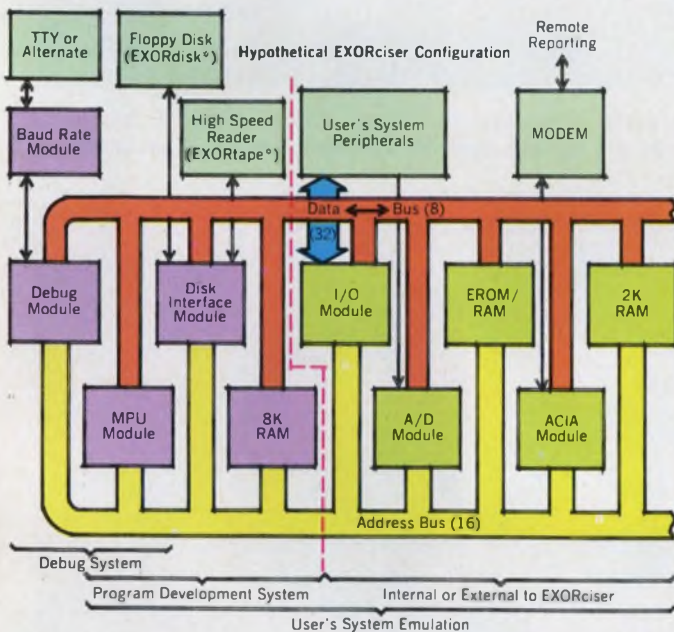 TTY or
Alternate
Floppy Disk
(EXORdisk*)
Hypothetical EXORciser Configuration
Remote
Reporting
Baud Rate
Module
High Speed
Reader
(EXORtape*)
User's System
Peripherals
MODEM
Data Bus (8)
(32)
Debug
Module
Disk
Interface
Module
I/O
Module
EROM/
RAM
2K
RAM
MPU
Module
8K
RAM
A/D
Module
ACIA
Module
Address Bus (16)
Debug System
Program Development System
Internal or External to EXORciser
User's System Emulation